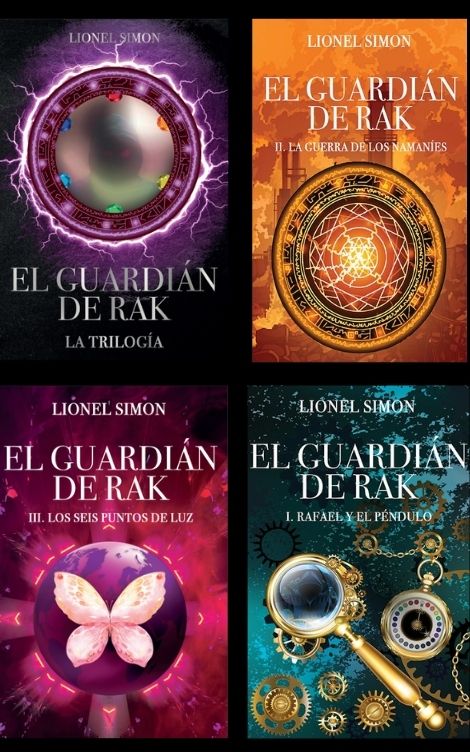 LIONEL SIMON
EL GUARDIÁN
DE RAK
LA TRILOGÍA
LIONEL SIMON
EL GUARDIÁN
DE RAK
II. LA GUERRA DE LOS NAMANÍES
LIONEL SIMON
EL GUARDIÁN
DE RAK
III. LOS SEIS PUNTOS DE LUZ
LIONEL SIMON
EL GUARDIÁN
DE RAK
I. RAFAEL Y EL PÉNDULO